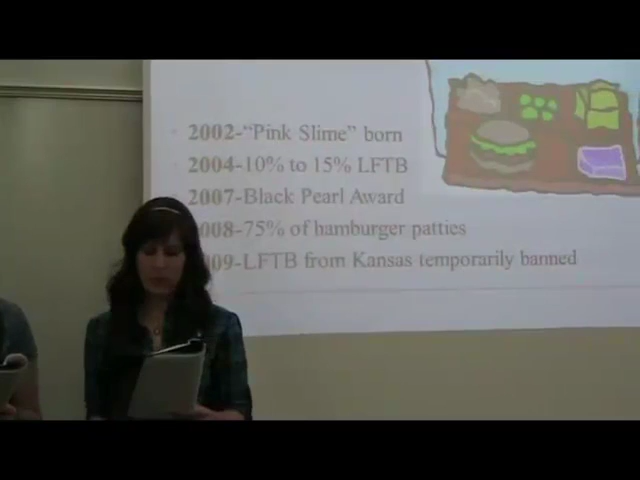 2002-“Pink Slime” born
2004-10% to 15% LFTB
2007-Black Pearl Award
008-75% of hamburger patties
09-LFTB from Kansas temporarily banned